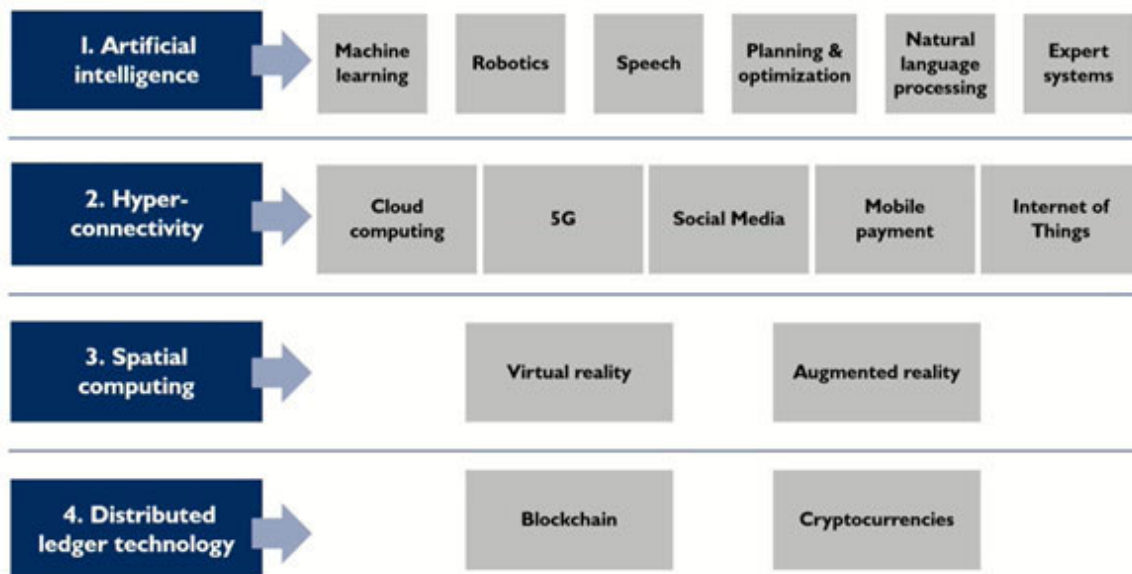 1. Artificial
intelligence
Machine
learning
Robotics
Speech
Planning &
optimization
Natural
language
processing
Expert
systems
2. Hyper-
connectivity
Cloud
computing
5G
Social Media
Mobile
payment
Internet of
Things
3. Spatial
computing
Virtual reality
Augmented reality
4. Distributed
ledger technology
Blockchain
Cryptocurrencies